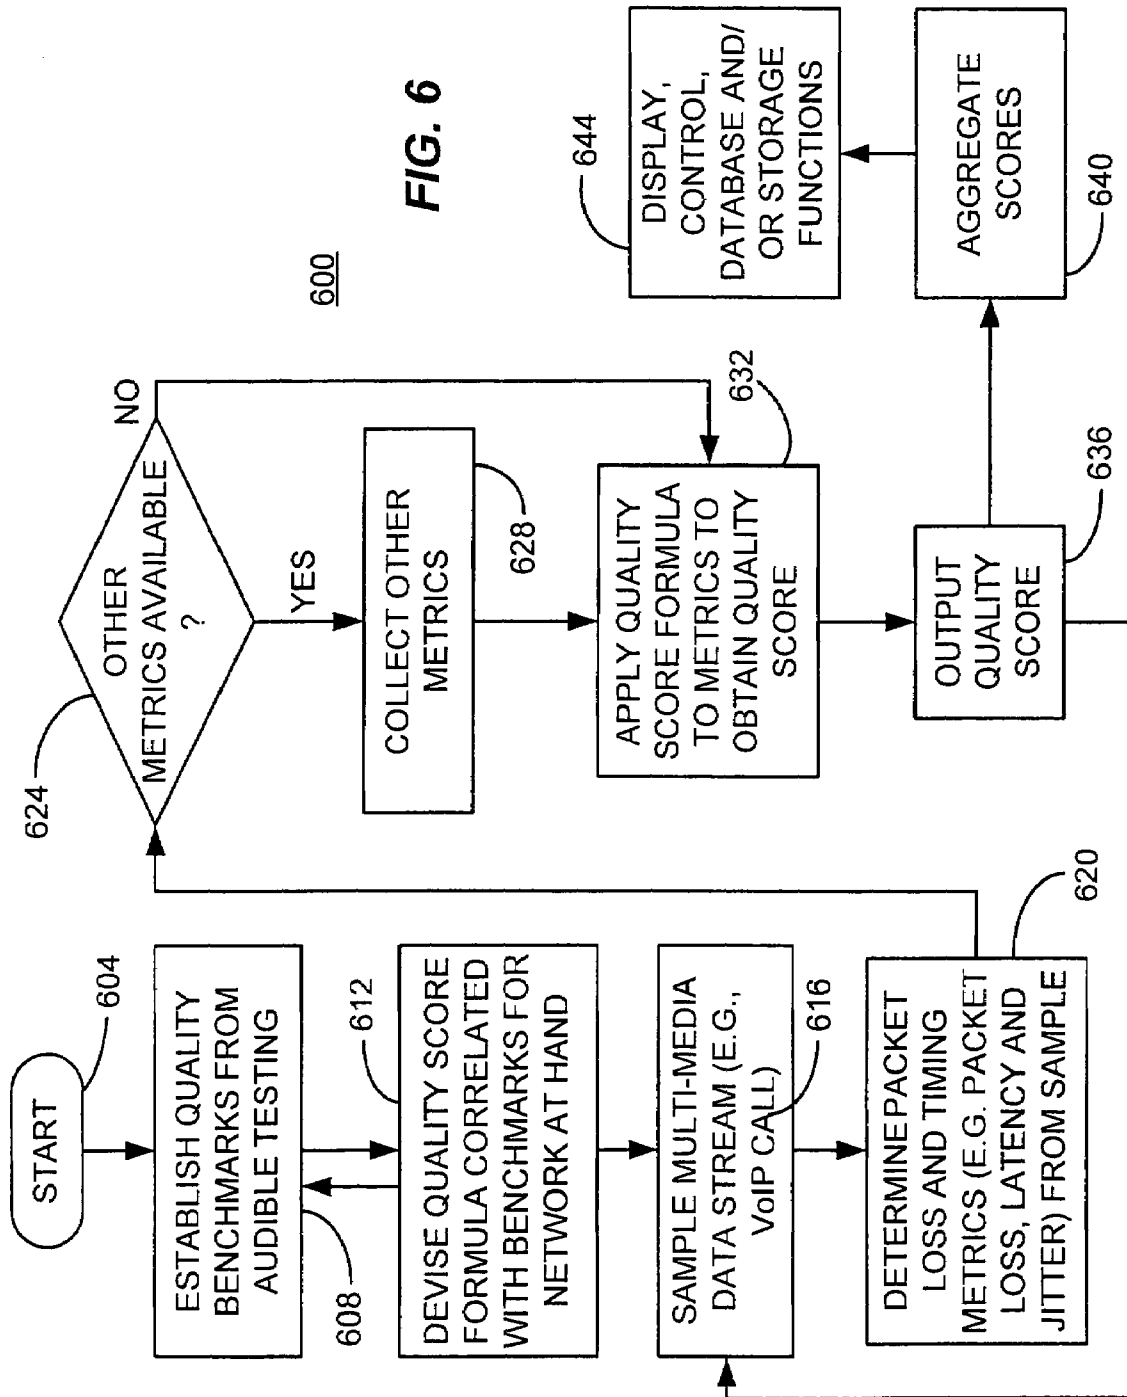 START
604
ESTABLISH QUALITY
BENCHMARKS FROM
AUDIBLE TESTING
608
DEVISE QUALITY SCORE
FORMULA CORRELATED
WITH BENCHMARKS FOR
NETWORK AT HAND
612
SAMPLE MULTI-MEDIA
DATA STREAM (E.G.,
VoIP CALL)
616
DETERMINE PACKET
LOSS AND TIMING
METRICS (E.G. PACKET
LOSS, LATENCY AND
JITTER) FROM SAMPLE
620
624
OTHER
METRICS AVAILABLE
?
NO
YES
COLLECT OTHER
METRICS
628
APPLY QUALITY
SCORE FORMULA
TO METRICS TO
OBTAIN QUALITY
SCORE
632
OUTPUT
QUALITY
SCORE
636
AGGREGATE
SCORES
640
DISPLAY,
CONTROL,
DATABASE AND/
OR STORAGE
FUNCTIONS
644
600
FIG. 6